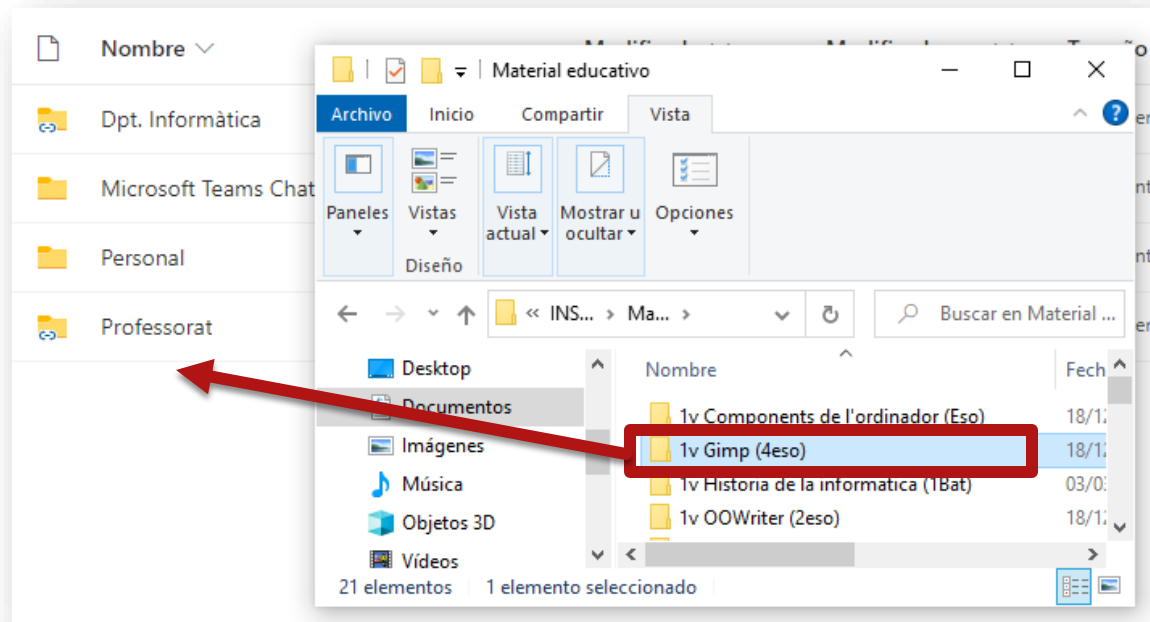 Nombre
Dpt. Informàtica
Microsoft Teams Chat
Personal
Professorat
Material educativo
Archivo Inicio Compartir Vista
?
Paneles Vistas Vista actual Mostrar u ocultar Opciones
Diseño
« INS... › Ma... › Buscar en Material ...
Desktop
Documentos
Imágenes
Música
Objetos 3D
Vídeos
Nombre Fech
1v Components de l'ordinador (Eso) 18/12
1v Gimp (4eso) 18/12
1v Historia de la informatica (1Bat) 03/03
1v OOWriter (2eso) 18/12
21 elementos 1 elemento seleccionado